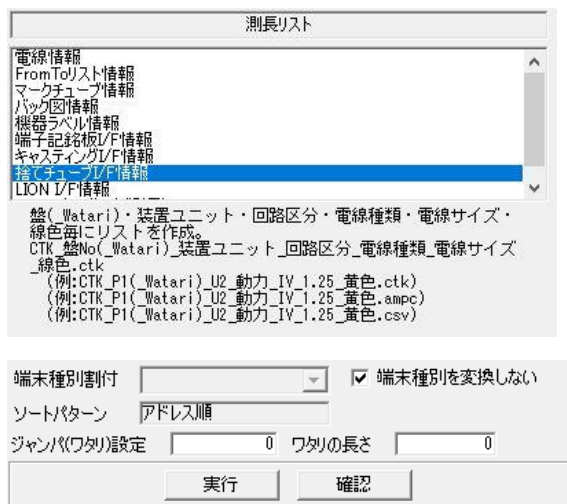 測長リスト
電線情報
FromToリスト情報
マークチューブ情報
バック図情報
機器ラベル情報
端子記銘板I/F情報
キャスティングI/F情報
捨てチューブI/F情報
LION I/F情報
盤(_Watari)・装置ユニット・回路区分・電線種類・電線サイズ・
線色毎にリストを作成。
CTK_盤No(_Watari)_装置ユニット_回路区分_電線種類_電線サイズ
_線色.ctk
(例:CTK_P1(_Watari)_U2_動力_IV_1.25_黄色.ctk)
(例:CTK_P1(_Watari)_U2_動力_IV_1.25_黄色.ampc)
(例:CTK_P1(_Watari)_U2_動力_IV_1.25_黄色.csv)
端末種別割付 端末種別を変換しない
ソートパターン アドレス順
ジャンパ(ワタリ)設定 0 ワタリの長さ 0
実行 確認